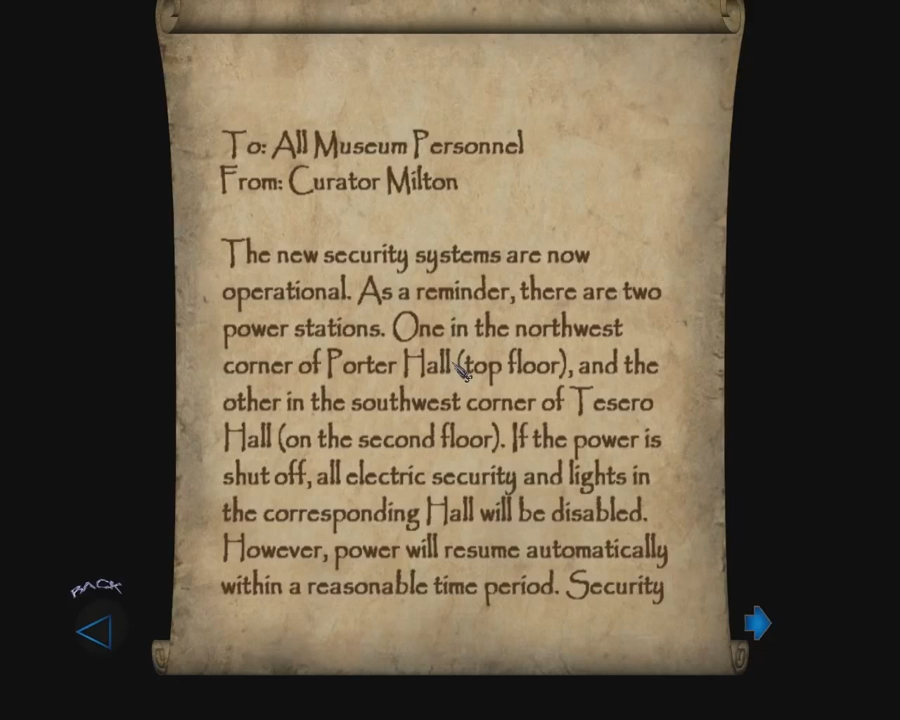 To: All Museum Personnel
From: Curator Milton
The new security systems are now
operational. As a reminder, there are two
power stations. One in the northwest
corner of Porter Hall (top floor), and the
other in the southwest corner of Tesero
Hall (on the second floor). If the power is
shut off, all electric security and lights in
the corresponding Hall will be disabled.
However, power will resume automatically
within a reasonable time period. Security
BACK